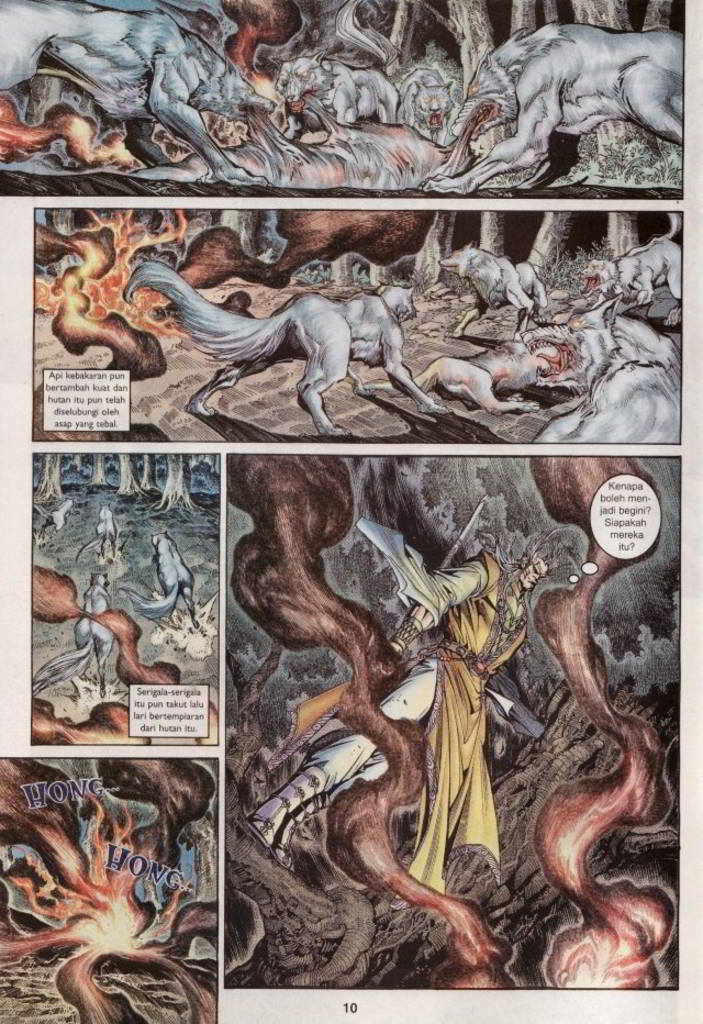 Api kebakaran pun
bertambah kuat dan
hutan itu pun telah
diselubungi oleh
asap yang tebal.
Serigala-serigala
itu pun takut lalu
lari bertempiaran
dari hutan itu.
Kenapa
boleh men-
jadi begini?
Siapakah
mereka
itu?
HONG...
HONG...
10